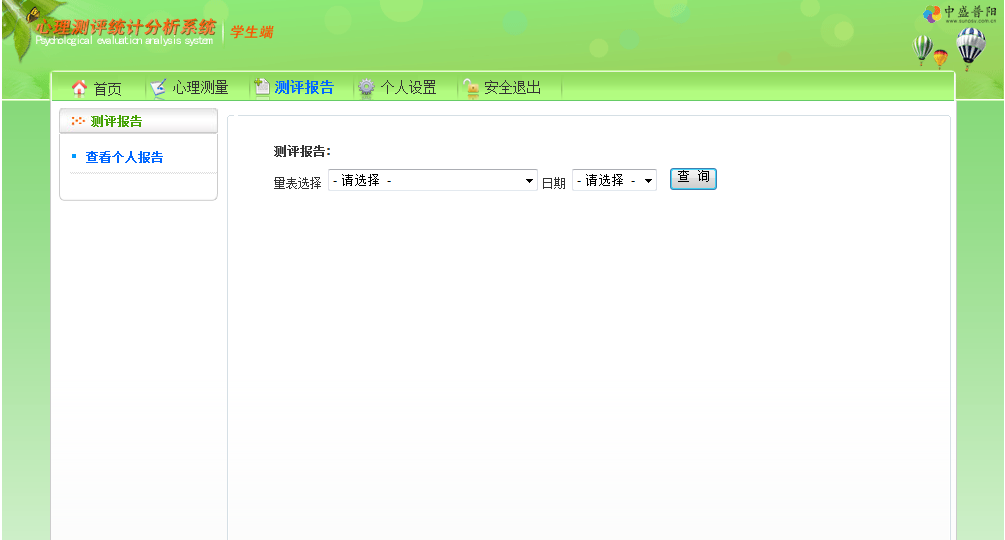 心理测评统计分析系统 学生端
Psychological evaluation analysis system
中盛普阳
首页 心理测量 测评报告 个人设置 安全退出
测评报告
查看个人报告
测评报告：
量表选择 - 请选择 - 日期 - 请选择 - 查 询